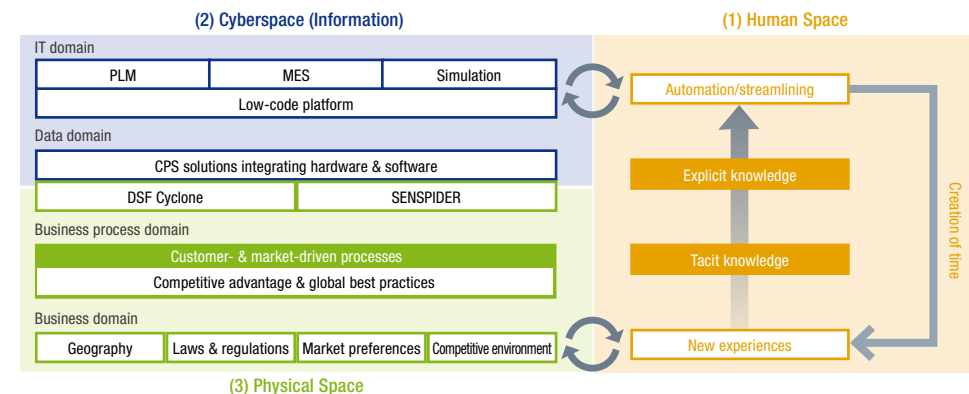 (2) Cyberspace (Information)
(1) Human Space
IT domain
PLM
MES
Simulation
Low-code platform
Data domain
CPS solutions integrating hardware & software
DSF Cyclone
SENSPIDER
Business process domain
Customer- & market-driven processes
Competitive advantage & global best practices
Business domain
Geography
Laws & regulations
Market preferences
Competitive environment
(3) Physical Space
Automation/streamlining
Explicit knowledge
Tacit knowledge
New experiences
Creation of time